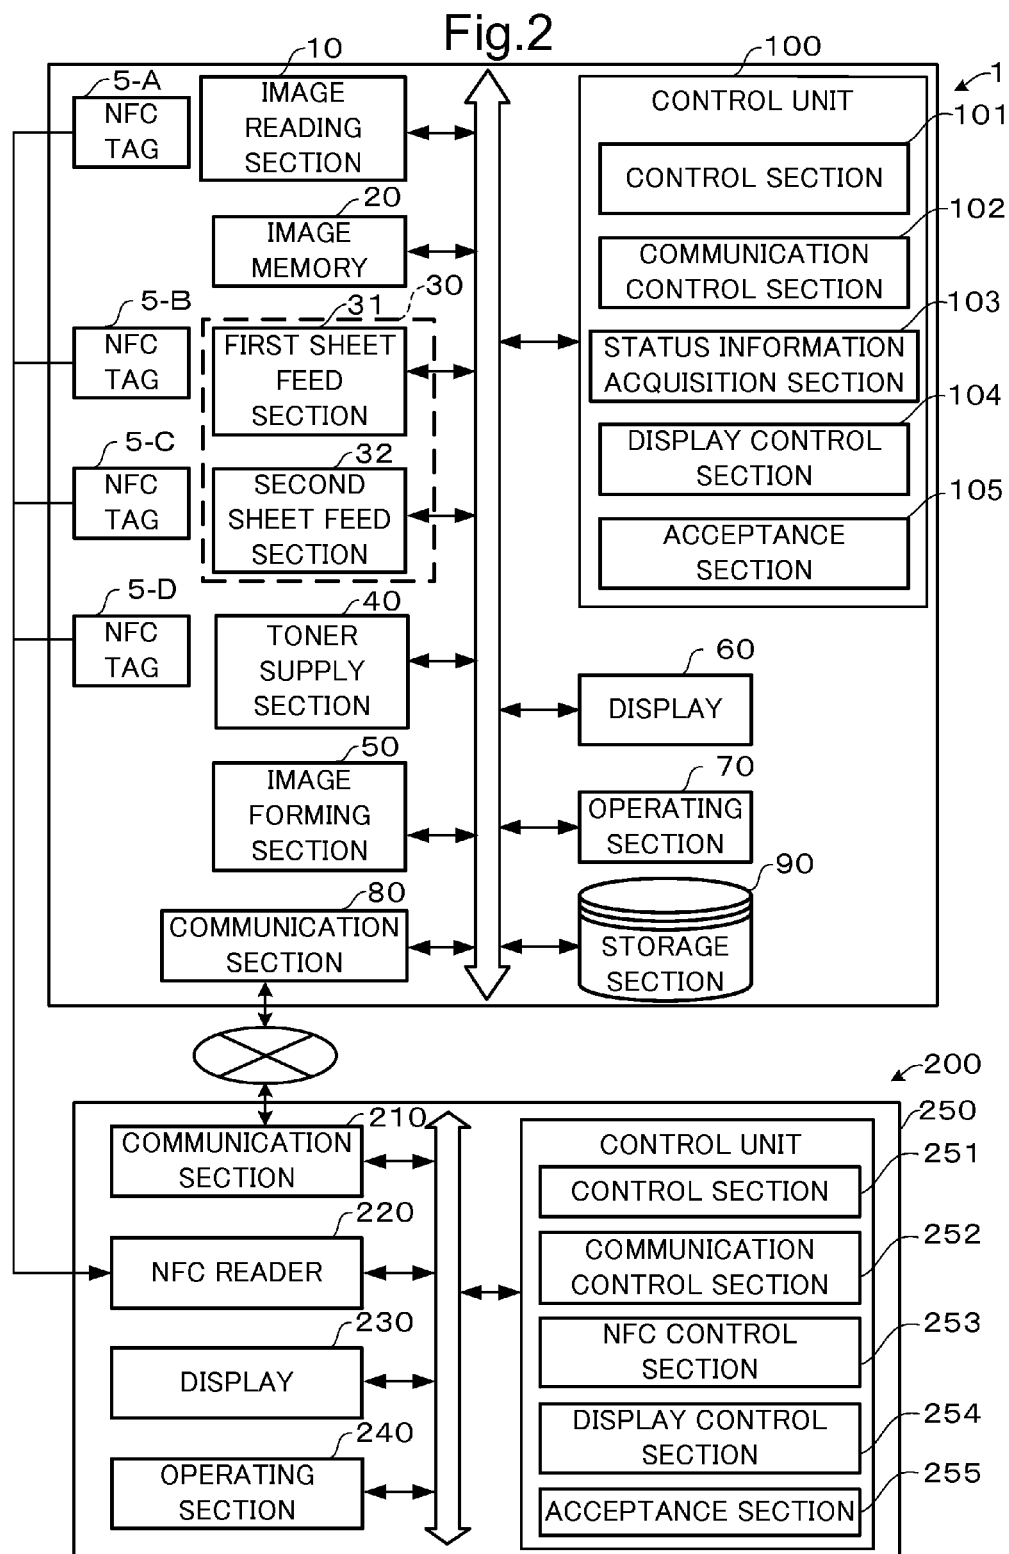 Fig.2
1
10
IMAGE
READING
SECTION
5-A
NFC
TAG
20
IMAGE
MEMORY
30
31
FIRST SHEET
FEED
SECTION
5-B
NFC
TAG
32
SECOND
SHEET FEED
SECTION
5-C
NFC
TAG
5-D
NFC
TAG
40
TONER
SUPPLY
SECTION
50
IMAGE
FORMING
SECTION
80
COMMUNICATION
SECTION
100
CONTROL UNIT
101
CONTROL SECTION
102
COMMUNICATION
CONTROL SECTION
103
STATUS INFORMATION
ACQUISITION SECTION
104
DISPLAY CONTROL
SECTION
105
ACCEPTANCE
SECTION
60
DISPLAY
70
OPERATING
SECTION
90
STORAGE
SECTION
200
210
COMMUNICATION
SECTION
220
NFC READER
230
DISPLAY
240
OPERATING
SECTION
250
CONTROL UNIT
251
CONTROL SECTION
252
COMMUNICATION
CONTROL SECTION
253
NFC CONTROL
SECTION
254
DISPLAY CONTROL
SECTION
255
ACCEPTANCE SECTION